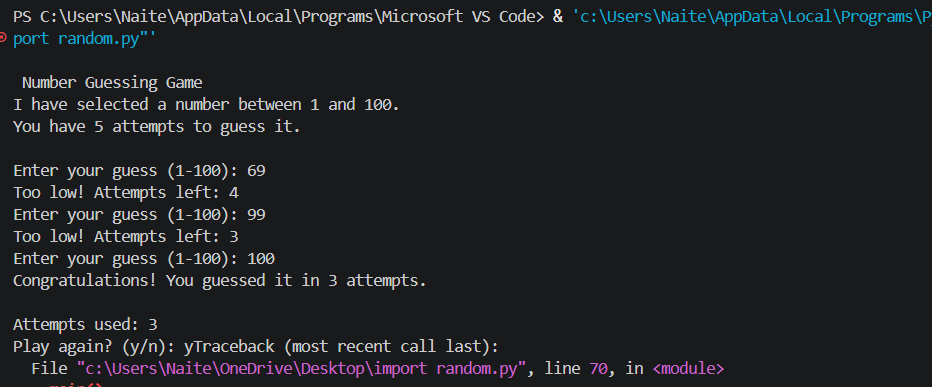 PS C:\Users\Naite\AppData\Local\Programs\Microsoft VS Code> & 'c:\Users\Naite\AppData\Local\Programs\P
port random.py"'
Number Guessing Game
I have selected a number between 1 and 100.
You have 5 attempts to guess it.
Enter your guess (1-100): 69
Too low! Attempts left: 4
Enter your guess (1-100): 99
Too low! Attempts left: 3
Enter your guess (1-100): 100
Congratulations! You guessed it in 3 attempts.
Attempts used: 3
Play again? (y/n): yTraceback (most recent call last):
File "c:\Users\Naite\OneDrive\Desktop\import random.py", line 70, in <module>
main()